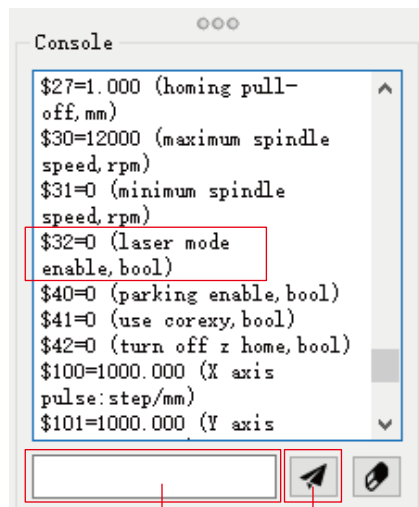 Console
$27=1.000 (homing pull-
off, mm)
$30=12000 (maximum spindle
speed, rpm)
$31=0 (minimum spindle
speed, rpm)
$32=0 (laser mode
enable, bool)
$40=0 (parking enable, bool)
$41=0 (use corexy, bool)
$42=0 (turn off z home, bool)
$100=1000.000 (X axis
pulse:step/mm)
$101=1000.000 (Y axis